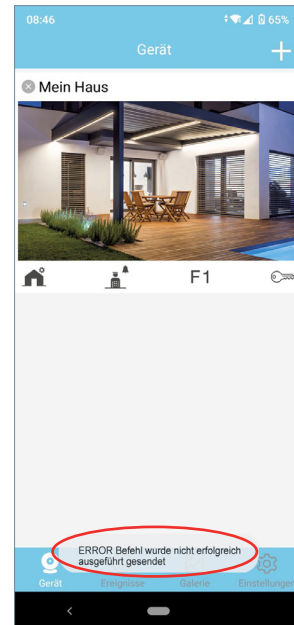 08:46 65%
Gerät
Mein Haus
F1
ERROR Befehl wurde nicht erfolgreich
ausgeführt gesendet
Gerät Ereignisse Galerie Einstellungen